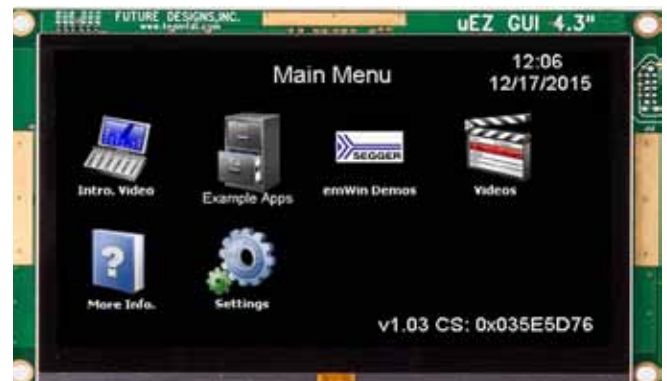 FUTURE DESIGNS, INC.
uEZ GUI 4.3"
Main Menu
12:06
12/17/2015
SEGGER
Intro. Video
Example Apps
emWin Demos
Videos
More Info.
Settings
v1.03 CS: 0x035E5D76